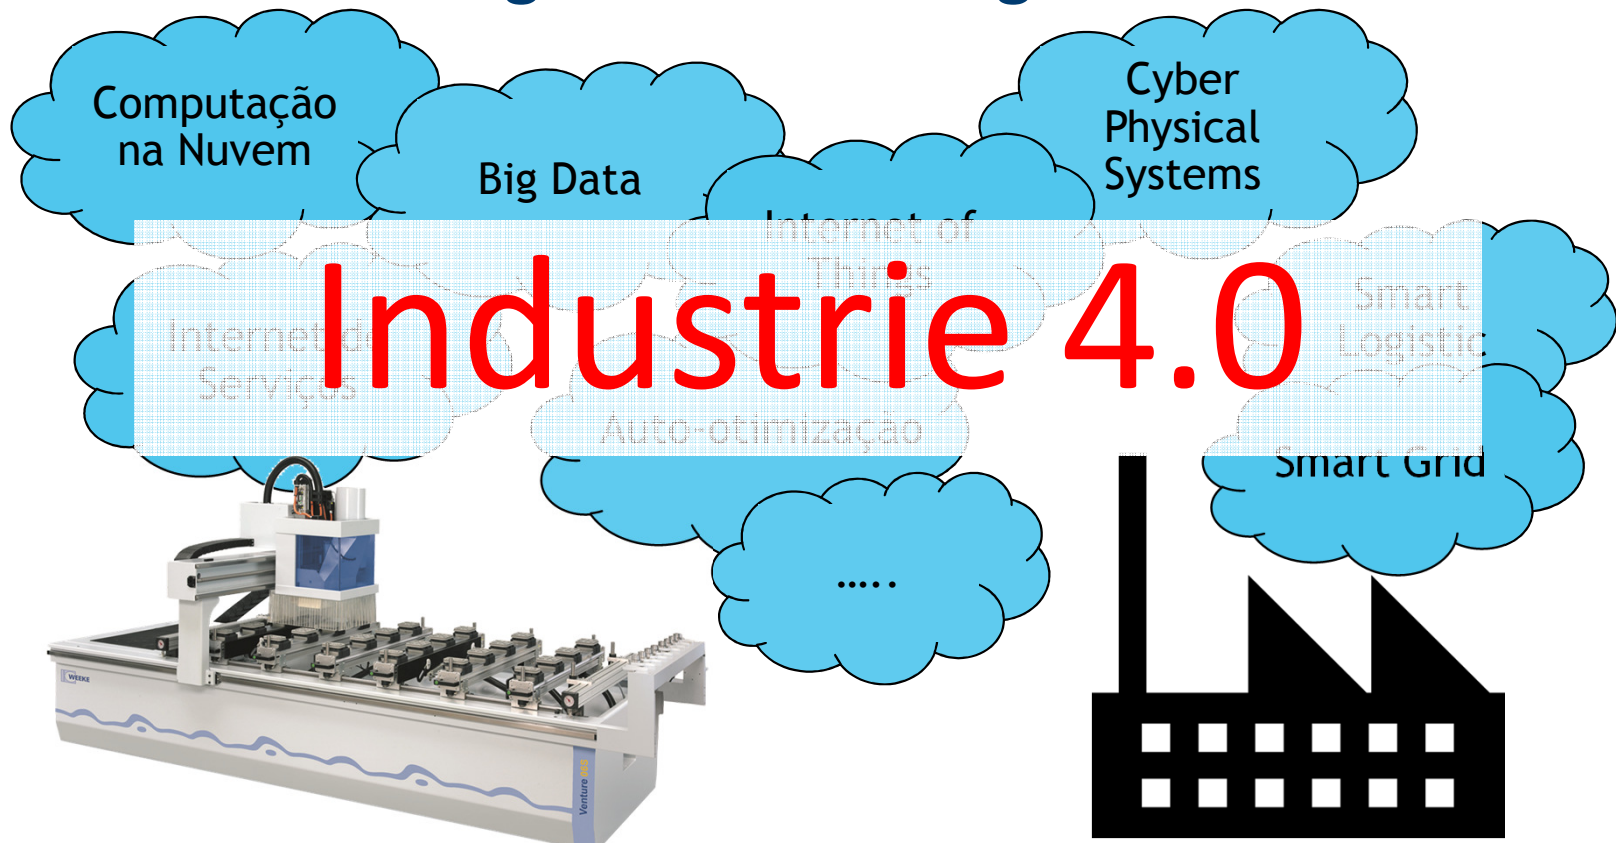 Computação
na Nuvem
Big Data
Cyber
Physical
Systems
Internet of
Things
Internet de
Serviços
Industrie 4.0
Smart
Logistic
Auto-otimização
Smart Grid
.....
WEEKE
Venture 06S